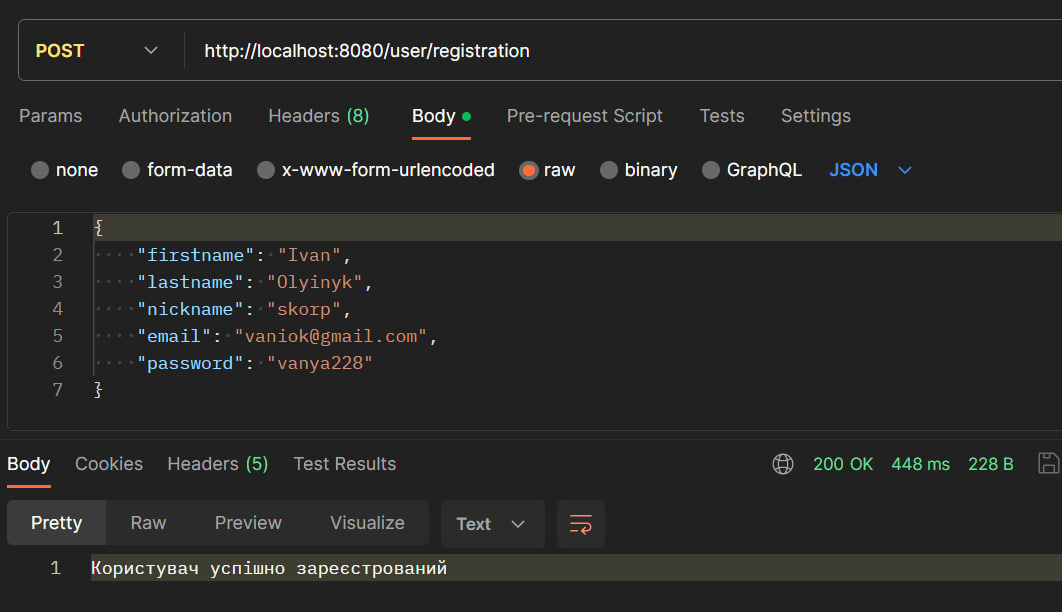 POST http://localhost:8080/user/registration
Params Authorization Headers (8) Body Pre-request Script Tests Settings
none form-data x-www-form-urlencoded raw binary GraphQL JSON
1 {
2 "firstname": "Ivan",
3 "lastname": "Olyinyk",
4 "nickname": "skorp",
5 "email": "vaniok@gmail.com",
6 "password": "vanya228"
7 }
Body Cookies Headers (5) Test Results 200 OK 448 ms 228 B
Pretty Raw Preview Visualize Text
1 Користувач успішно зареєстрований